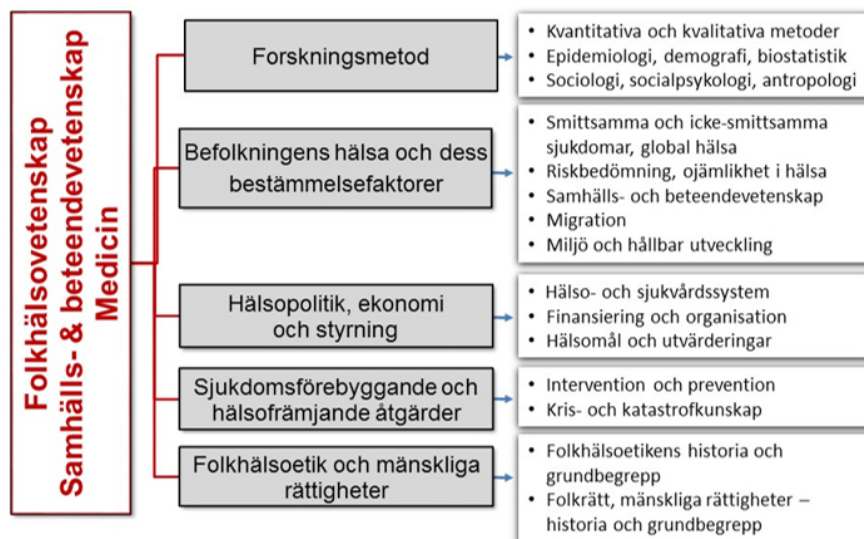 Folkhälsovetenskap
Samhälls- & beteendevetenskap
Medicin
Forskningsmetod
• Kvantitativa och kvalitativa metoder
• Epidemiologi, demografi, biostatistik
• Sociologi, socialpsykologi, antropologi
Befolkningens hälsa och dess
bestämmelsefaktorer
• Smittsamma och icke-smittsamma
sjukdomar, global hälsa
• Riskbedömning, ojämlikhet i hälsa
• Samhälls- och beteendevetenskap
• Migration
• Miljö och hållbar utveckling
Hälsopolitik, ekonomi
och styrning
• Hälso- och sjukvårdssystem
• Finansiering och organisation
• Hälsomål och utvärderingar
Sjukdomsförebyggande och
hälsofrämjande åtgärder
• Intervention och prevention
• Kris- och katastrofkunskap
Folkhälsoetik och mänskliga
rättigheter
• Folkhälsoetikens historia och
grundbegrepp
• Folkrätt, mänskliga rättigheter –
historia och grundbegrepp